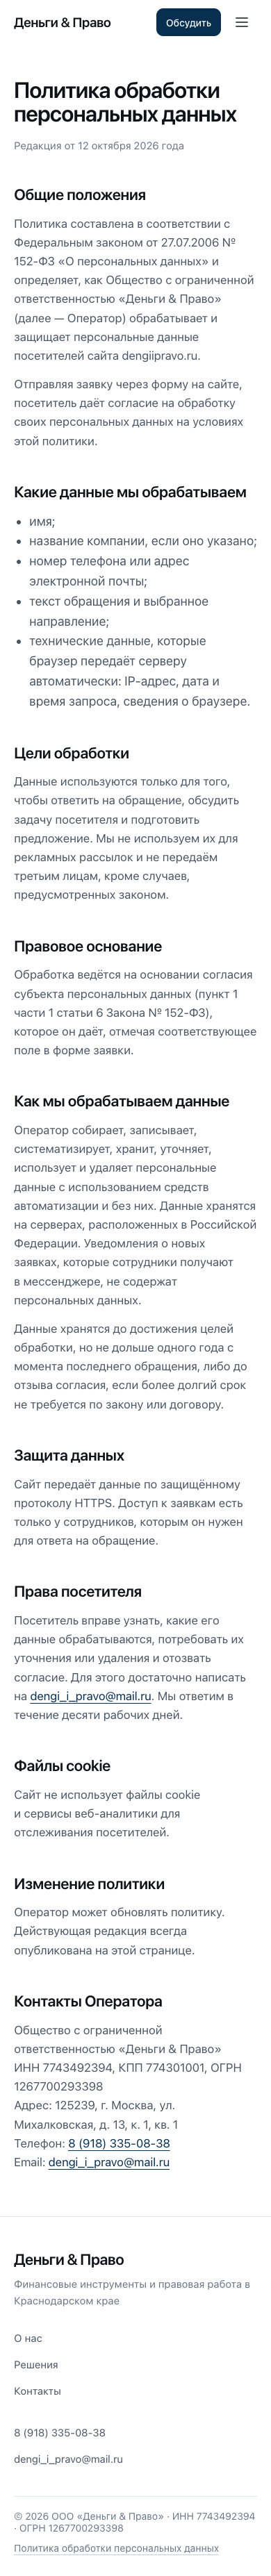 Деньги & Право
Обсудить
Политика обработки
персональных данных
Редакция от 12 октября 2026 года
Общие положения
Политика составлена в соответствии с
Федеральным законом от 27.07.2006 №
152-ФЗ «О персональных данных» и
определяет, как Общество с ограниченной
ответственностью «Деньги & Право»
(далее — Оператор) обрабатывает и
защищает персональные данные
посетителей сайта dengiipravo.ru.
Отправляя заявку через форму на сайте,
посетитель даёт согласие на обработку
своих персональных данных на условиях
этой политики.
Какие данные мы обрабатываем
• имя;
• название компании, если оно указано;
• номер телефона или адрес
электронной почты;
• текст обращения и выбранное
направление;
• технические данные, которые
браузер передаёт серверу
автоматически: IP-адрес, дата и
время запроса, сведения о браузере.
Цели обработки
Данные используются только для того,
чтобы ответить на обращение, обсудить
задачу посетителя и подготовить
предложение. Мы не используем их для
рекламных рассылок и не передаём
третьим лицам, кроме случаев,
предусмотренных законом.
Правовое основание
Обработка ведётся на основании согласия
субъекта персональных данных (пункт 1
части 1 статьи 6 Закона № 152-ФЗ),
которое он даёт, отмечая соответствующее
поле в форме заявки.
Как мы обрабатываем данные
Оператор собирает, записывает,
систематизирует, хранит, уточняет,
использует и удаляет персональные
данные с использованием средств
автоматизации и без них. Данные хранятся
на серверах, расположенных в Российской
Федерации. Уведомления о новых
заявках, которые сотрудники получают
в мессенджере, не содержат
персональных данных.
Данные хранятся до достижения целей
обработки, но не дольше одного года с
момента последнего обращения, либо до
отзыва согласия, если более долгий срок
не требуется по закону или договору.
Защита данных
Сайт передаёт данные по защищённому
протоколу HTTPS. Доступ к заявкам есть
только у сотрудников, которым он нужен
для ответа на обращение.
Права посетителя
Посетитель вправе узнать, какие его
данные обрабатываются, потребовать их
уточнения или удаления и отозвать
согласие. Для этого достаточно написать
на dengi_i_pravo@mail.ru. Мы ответим в
течение десяти рабочих дней.
Файлы cookie
Сайт не использует файлы cookie
и сервисы веб-аналитики для
отслеживания посетителей.
Изменение политики
Оператор может обновлять политику.
Действующая редакция всегда
опубликована на этой странице.
Контакты Оператора
Общество с ограниченной
ответственностью «Деньги & Право»
ИНН 7743492394, КПП 774301001, ОГРН
1267700293398
Адрес: 125239, г. Москва, ул.
Михалковская, д. 13, к. 1, кв. 1
Телефон: 8 (918) 335-08-38
Email: dengi_i_pravo@mail.ru
Деньги & Право
Финансовые инструменты и правовая работа в
Краснодарском крае
О нас
Решения
Контакты
8 (918) 335-08-38
dengi_i_pravo@mail.ru
© 2026 ООО «Деньги & Право» · ИНН 7743492394
· ОГРН 1267700293398
Политика обработки персональных данных